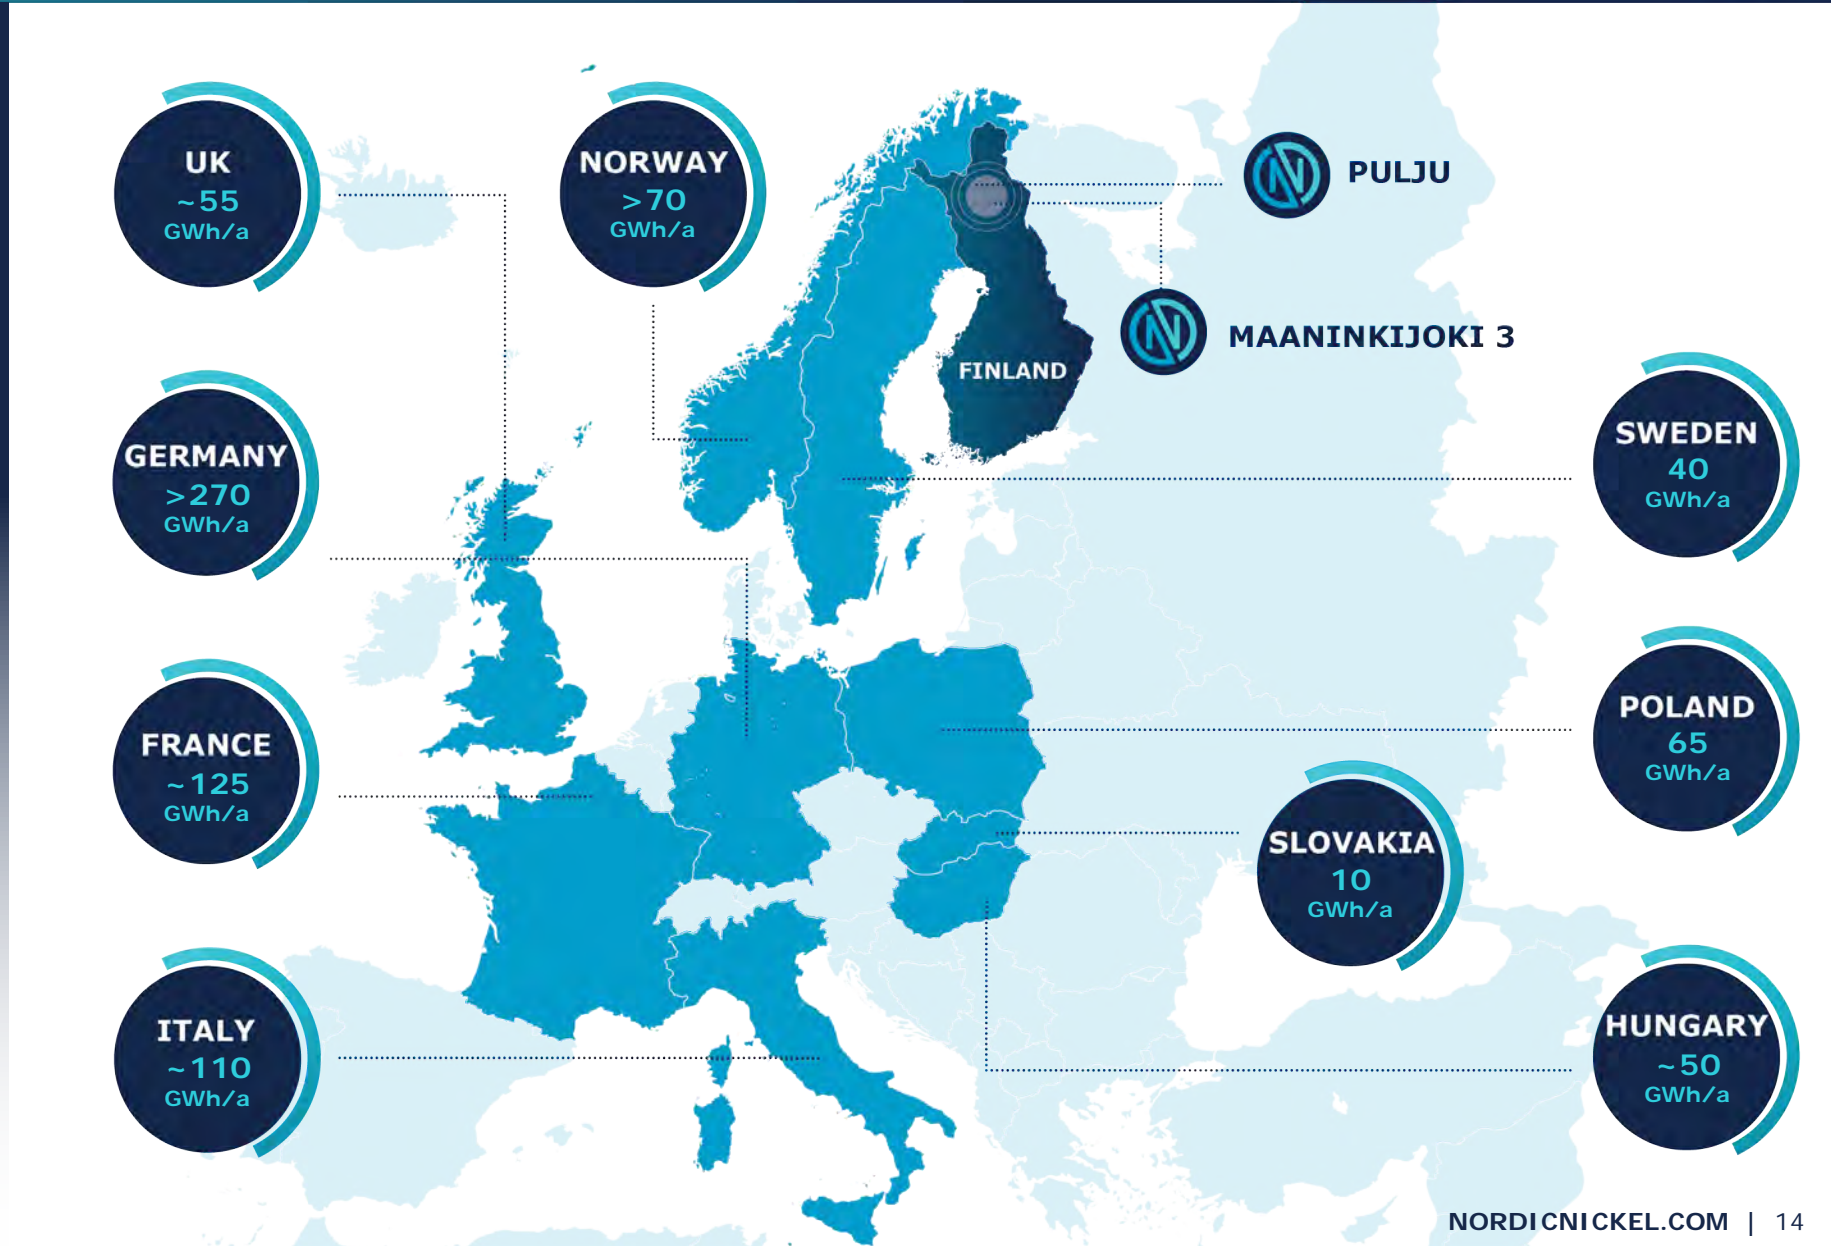 UK
~55
GWh/a
NORWAY
>70
GWh/a
PULJU
MAANINKIJOKI 3
FINLAND
GERMANY
>270
GWh/a
SWEDEN
40
GWh/a
FRANCE
~125
GWh/a
POLAND
65
GWh/a
SLOVAKIA
10
GWh/a
ITALY
~110
GWh/a
HUNGARY
~50
GWh/a
NORDICNICKEL.COM | 14